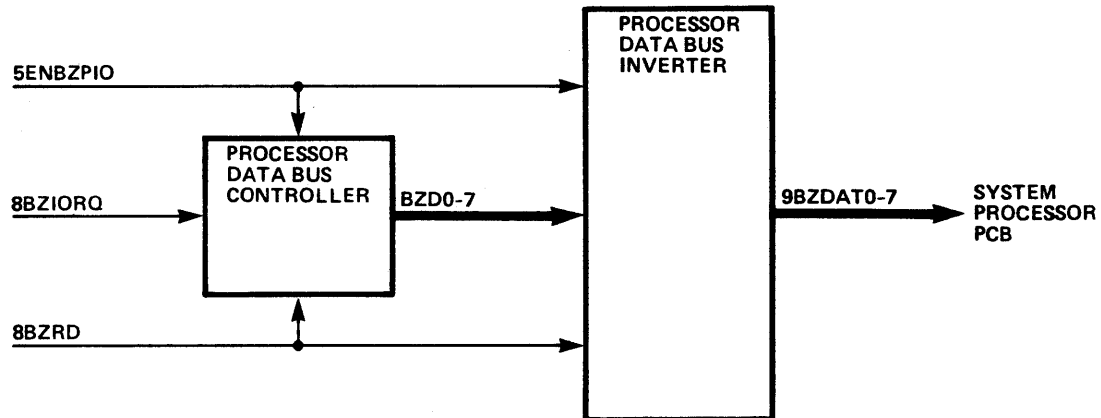 PROCESSOR
DATA BUS
INVERTER
5ENBZPIO
PROCESSOR
DATA BUS
CONTROLLER
8BZIORQ
BZD0-7
9BZDAT0-7
SYSTEM
PROCESSOR
PCB
8BZRD